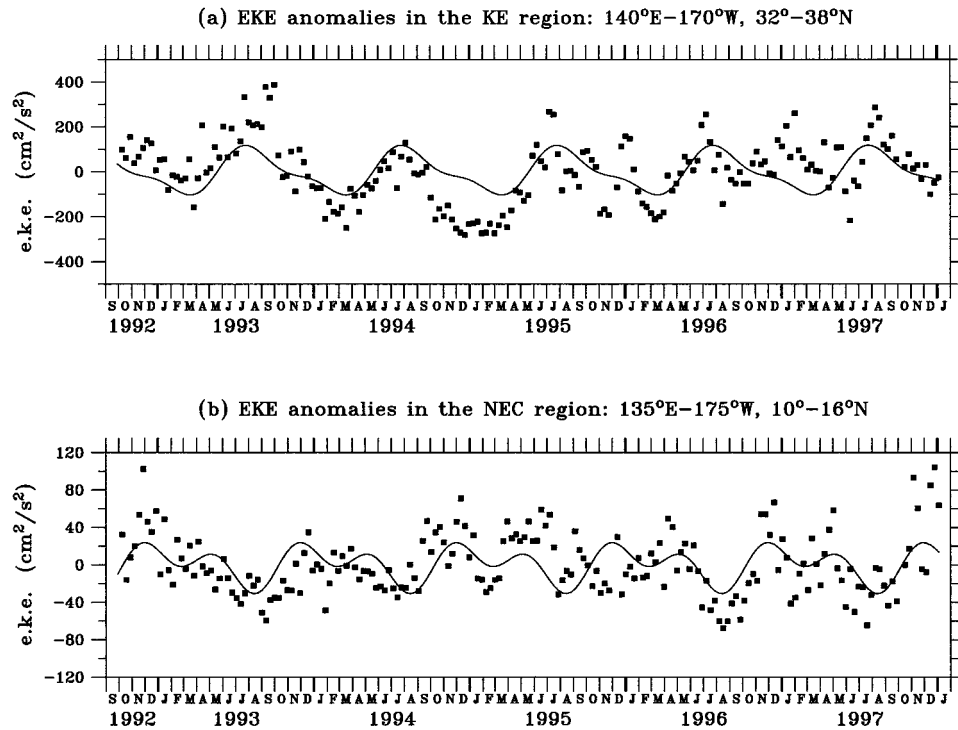 (a) EKE anomalies in the KE region: 140°E−170°W, 32°−38°N
e.k.e. (cm²/s²)
400
200
0
−200
−400
S O N D J F M A M J J A S O N D J F M A M J J A S O N D J F M A M J J A S O N D J F M A M J J A S O N D J F M A M J J A S O N D J
1992 1993 1994 1995 1996 1997
(b) EKE anomalies in the NEC region: 135°E−175°W, 10°−16°N
e.k.e. (cm²/s²)
120
80
40
0
−40
−80
−120
S O N D J F M A M J J A S O N D J F M A M J J A S O N D J F M A M J J A S O N D J F M A M J J A S O N D J F M A M J J A S O N D J
1992 1993 1994 1995 1996 1997